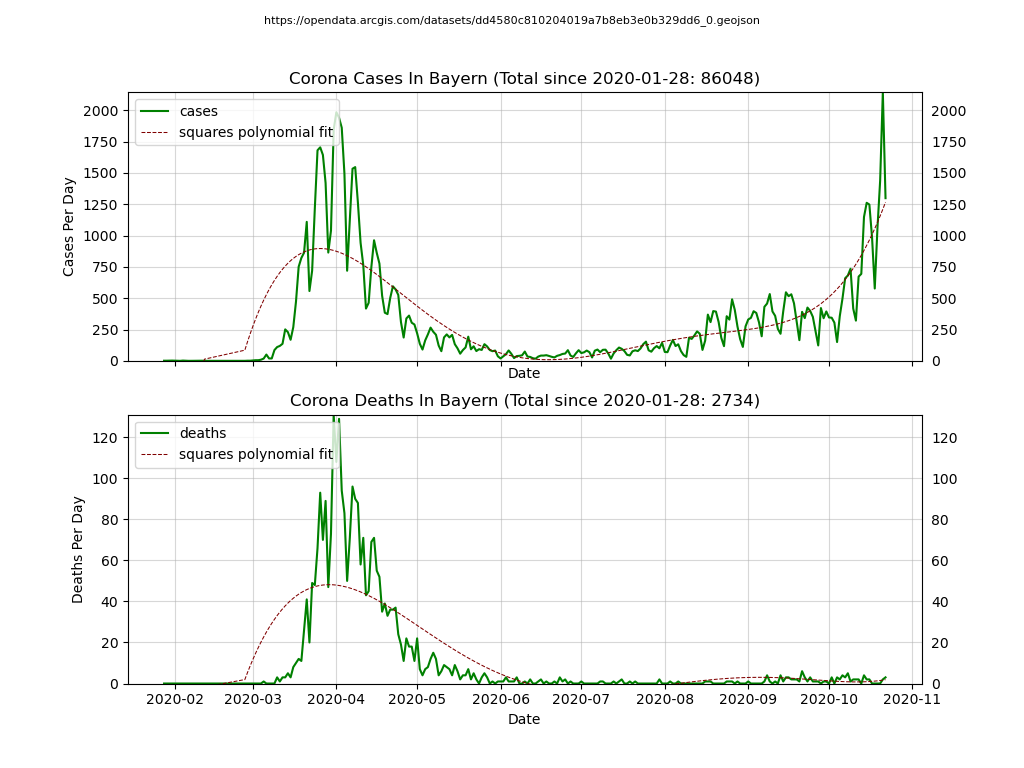 https://opendata.arcgis.com/datasets/dd4580c810204019a7b8eb3e0b329dd6_0.geojson
Corona Cases In Bayern (Total since 2020-01-28: 86048)
cases
squares polynomial fit
Cases Per Day
2000 2000
1750 1750
1500 1500
1250 1250
1000 1000
750 750
500 500
250 250
0 0
Date
Corona Deaths In Bayern (Total since 2020-01-28: 2734)
deaths
squares polynomial fit
Deaths Per Day
120 120
100 100
80 80
60 60
40 40
20 20
0 0
2020-02 2020-03 2020-04 2020-05 2020-06 2020-07 2020-08 2020-09 2020-10 2020-11
Date